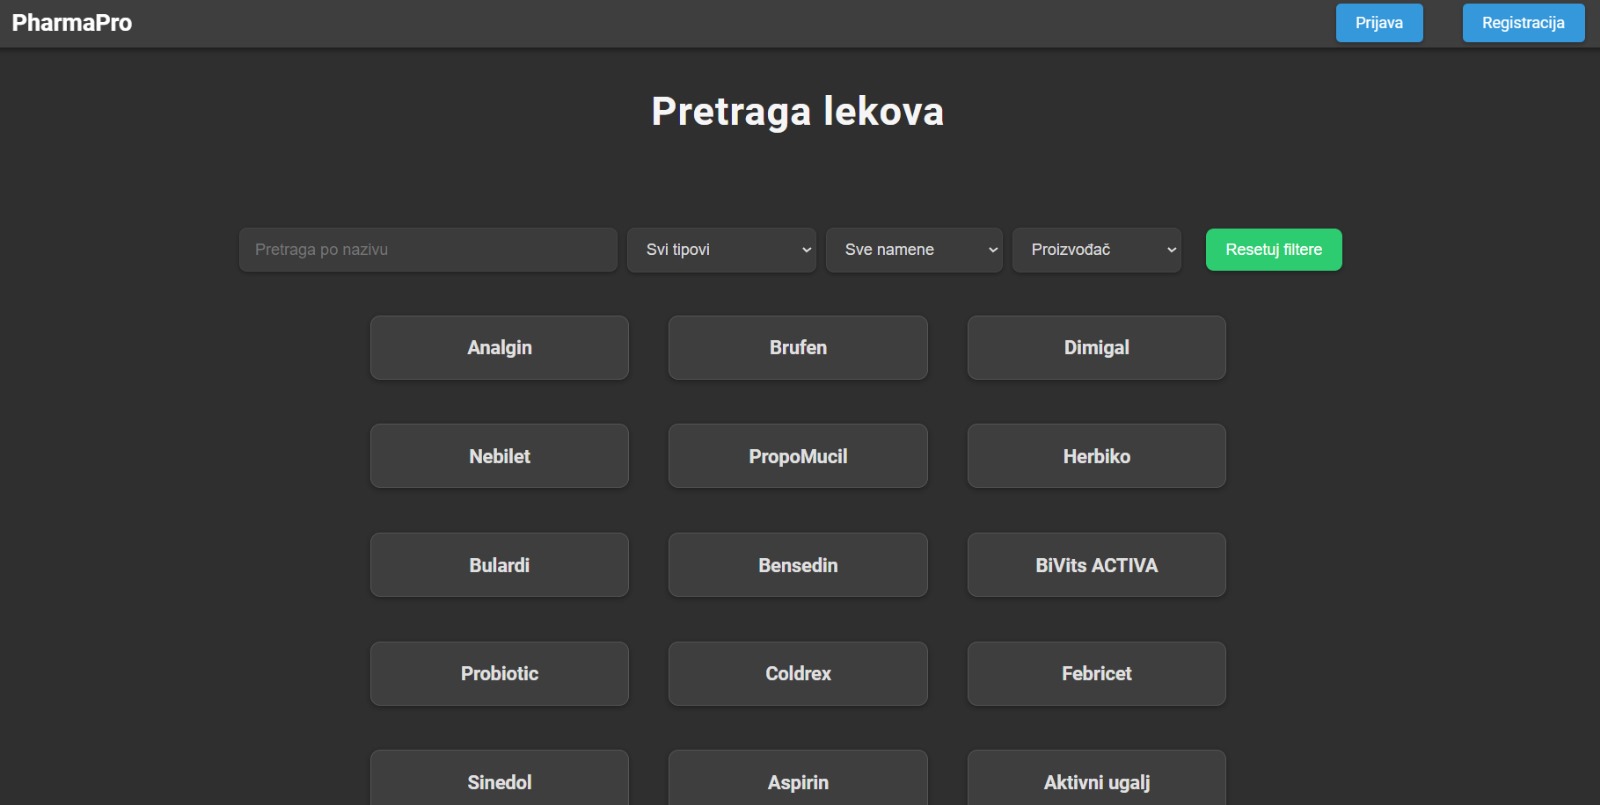 PharmaPro
Prijava
Registracija
Pretraga lekova
Pretraga po nazivu
Svi tipovi
Sve namene
Proizvođač
Resetuj filtere
Analgin
Brufen
Dimigal
Nebilet
PropoMucil
Herbiko
Bulardi
Bensedin
BiVits ACTIVA
Probiotic
Coldrex
Febricet
Sinedol
Aspirin
Aktivni ugalj